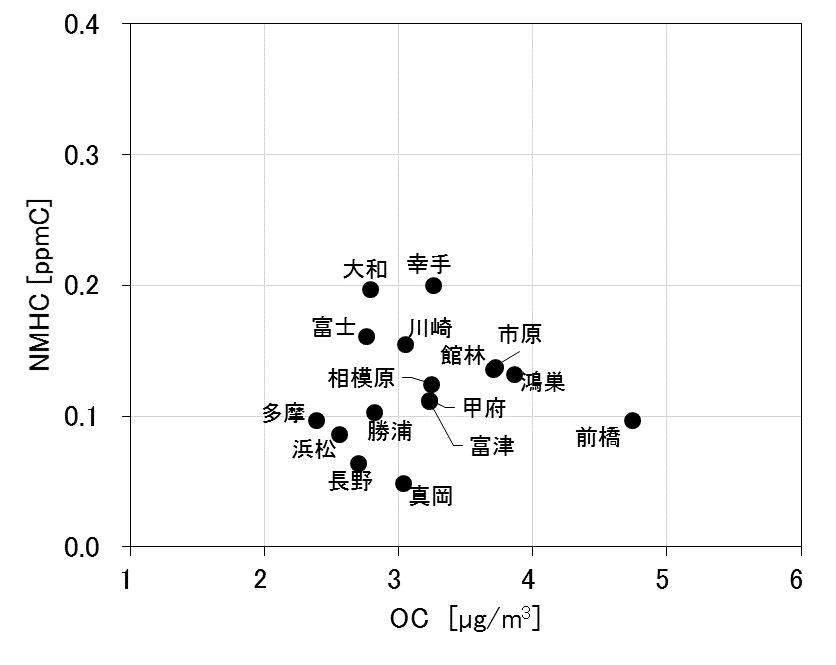 0.4
0.3
0.2
0.1
0.0
NMHC [ppmC]
大和
幸手
富士
川崎
市原
館林
相模原
鴻巣
多摩
勝浦
甲府
前橋
浜松
富津
長野
真岡
1 2 3 4 5 6
OC [μg/m³]